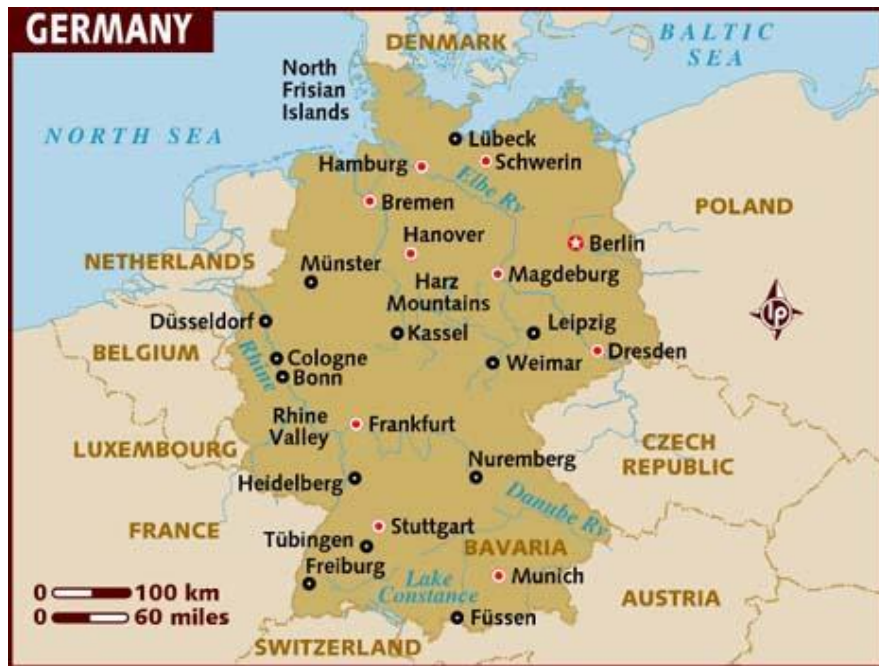 GERMANY
DENMARK
BALTIC
SEA
North
Frisian
Islands
NORTH SEA
Lübeck
Hamburg
Schwerin
Elbe Rv
Bremen
POLAND
Hanover
Berlin
NETHERLANDS
Münster
Harz
Mountains
Magdeburg
Düsseldorf
Kassel
Leipzig
LP
BELGIUM
Rhine
Cologne
Bonn
Weimar
Dresden
Rhine
Valley
Frankfurt
LUXEMBOURG
CZECH
REPUBLIC
Heidelberg
Nuremberg
Danube Rv
FRANCE
Stuttgart
Tübingen
BAVARIA
Freiburg
Lake
Constance
Munich
0 100 km
0 60 miles
Füssen
AUSTRIA
SWITZERLAND